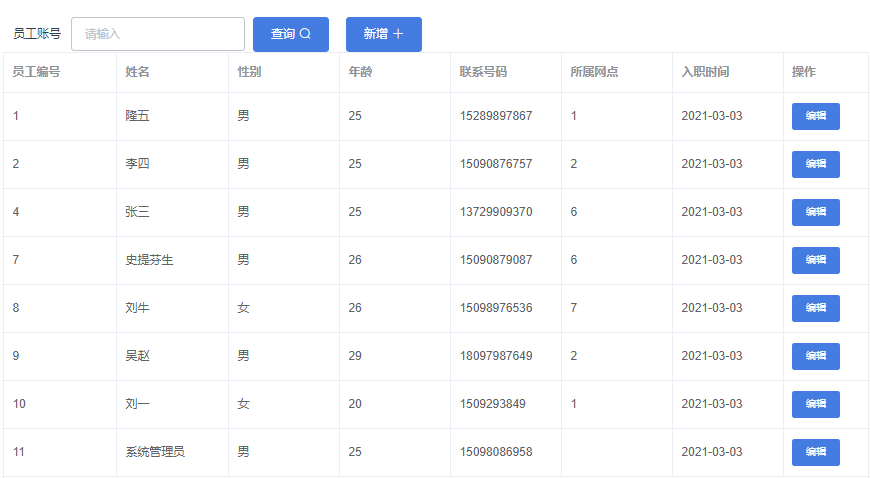 员工账号 请输入 查询 新增
员工编号 姓名 性别 年龄 联系号码 所属网点 入职时间 操作
1 隆五 男 25 15289897867 1 2021-03-03 编辑
2 李四 男 25 15090876757 2 2021-03-03 编辑
4 张三 男 25 13729909370 6 2021-03-03 编辑
7 史提芬生 男 26 15090879087 6 2021-03-03 编辑
8 刘牛 女 26 15098976536 7 2021-03-03 编辑
9 吴赵 男 29 18097987649 2 2021-03-03 编辑
10 刘一 女 20 1509293849 1 2021-03-03 编辑
11 系统管理员 男 25 15098086958 2021-03-03 编辑